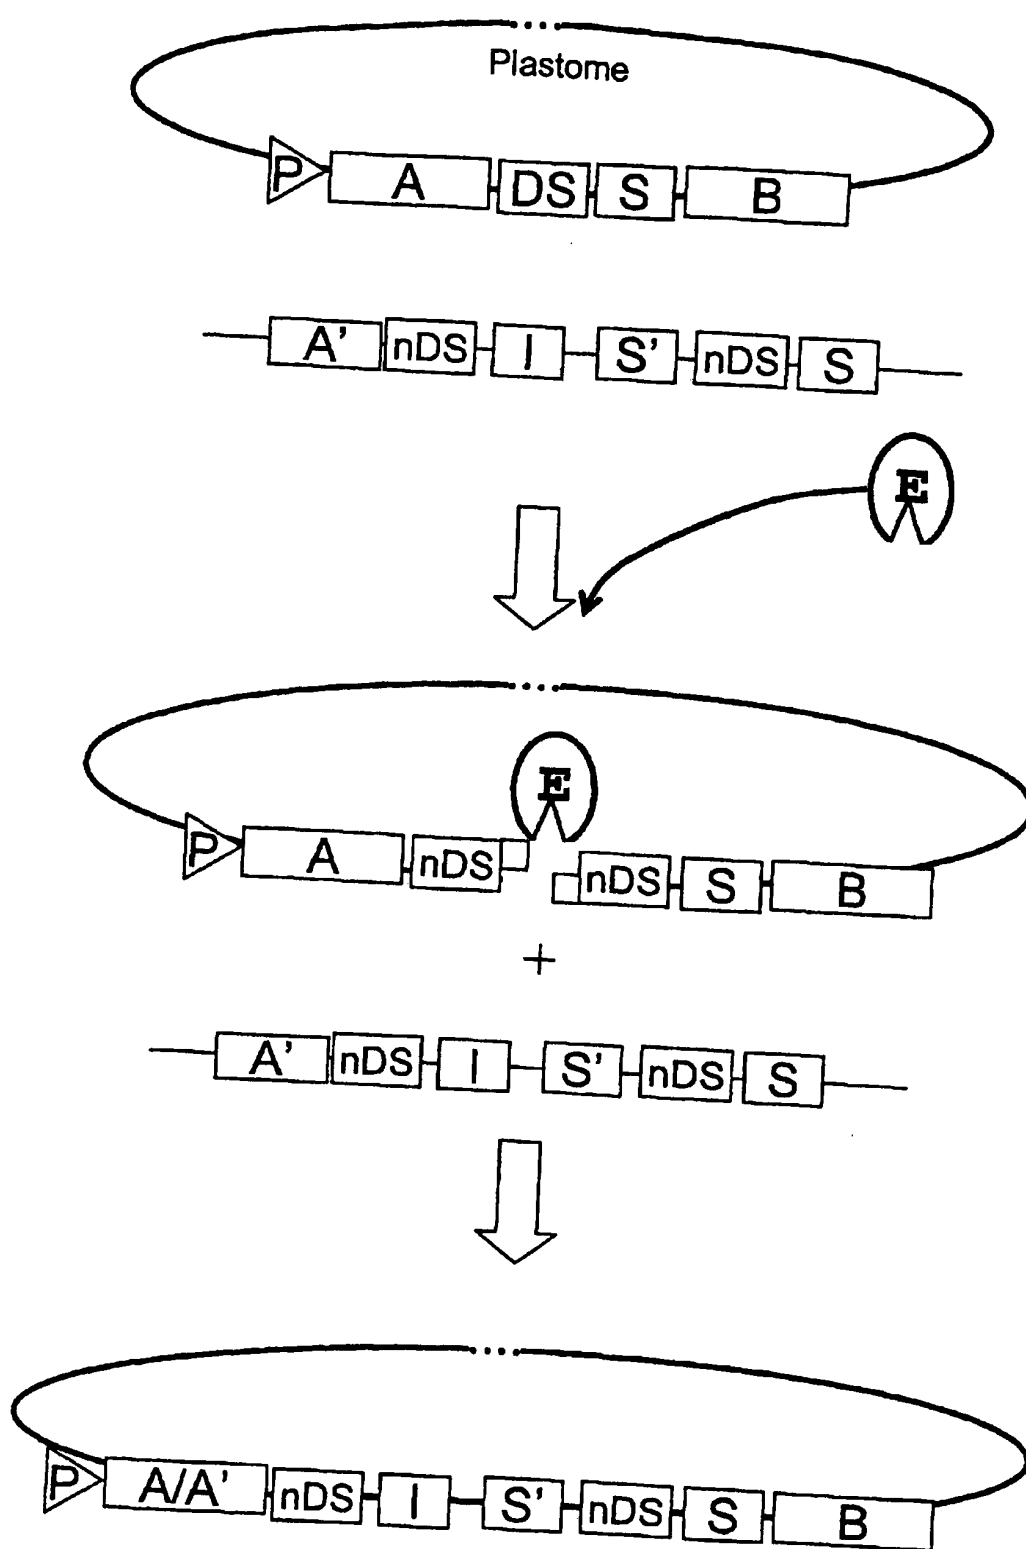 Plastome
P A DS S B
A' nDS I S' nDS S
E
E
P A nDS nDS S B
+
A' nDS I S' nDS S
P A/A' nDS I S' nDS S B